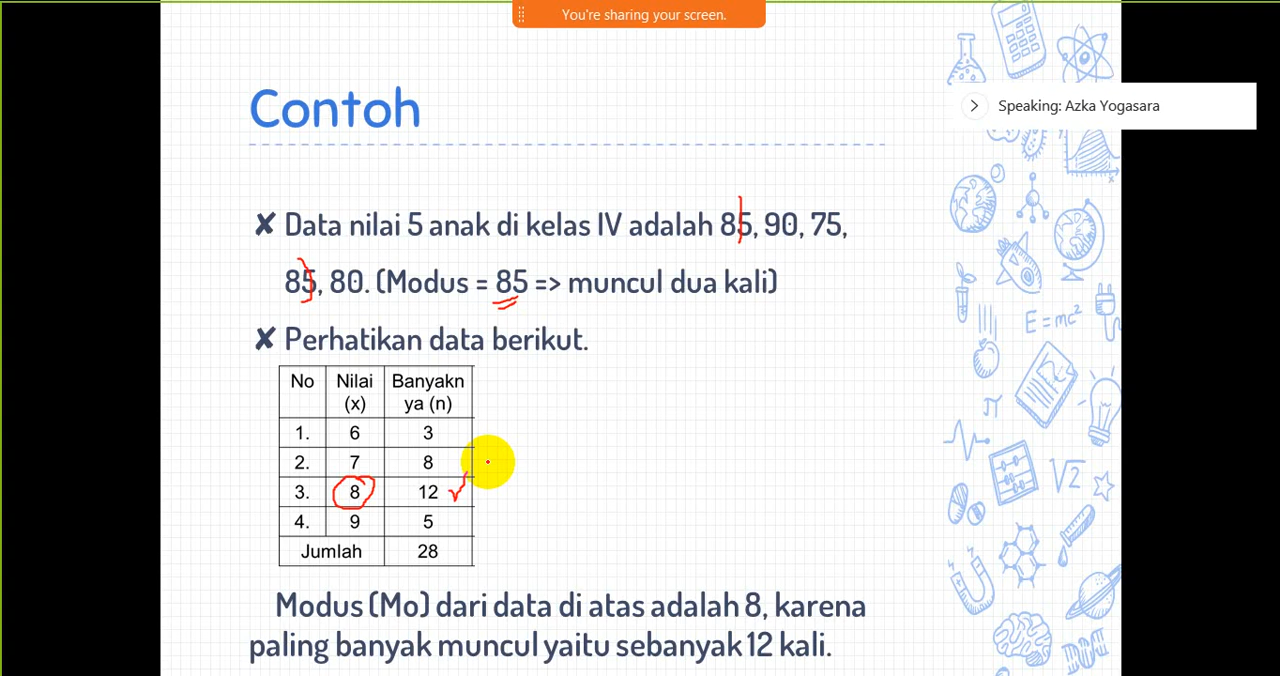 You're sharing your screen.
Speaking: Azka Yogasara
Contoh
✘ Data nilai 5 anak di kelas IV adalah 85, 90, 75,
85, 80. (Modus = 85 => muncul dua kali)
✘ Perhatikan data berikut.
No Nilai Banyakn
(x) ya (n)
1. 6 3
2. 7 8
3. 8 12
4. 9 5
Jumlah 28
Modus (Mo) dari data di atas adalah 8, karena
paling banyak muncul yaitu sebanyak 12 kali.
E=mc²
π
√2
x